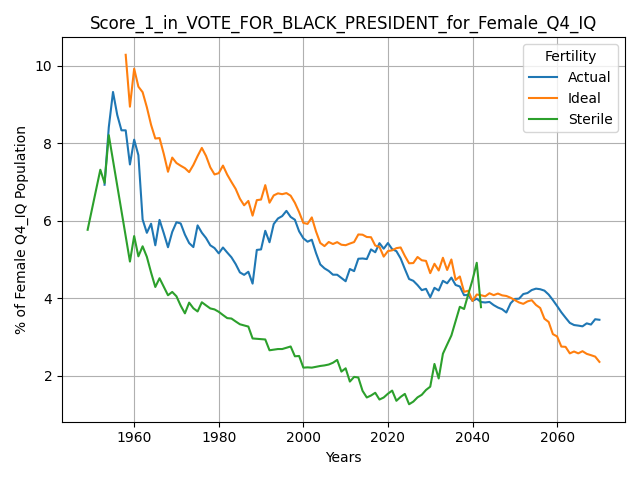 Score_1_in_VOTE_FOR_BLACK_PRESIDENT_for_Female_Q4_IQ
Fertility
Actual
Ideal
Sterile
% of Female Q4_IQ Population
10
8
6
4
2
1960
1980
2000
2020
2040
2060
Years